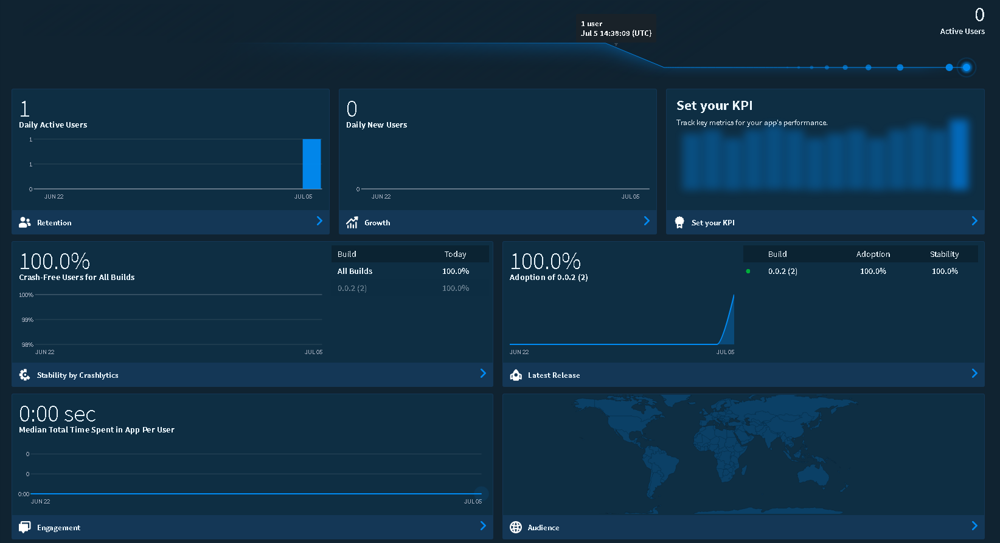 0
Active Users
1 user
Jul 5 14:38:09 (UTC)
1
Daily Active Users
1
1
0
JUN 22
JUL 05
Retention
0
Daily New Users
0
JUN 22
JUL 05
Growth
Set your KPI
Track key metrics for your app's performance.
Set your KPI
100.0%
Crash-Free Users for All Builds
100%
99%
98%
JUN 22
JUL 05
Build Today
All Builds 100.0%
0.0.2 (2) 100.0%
Stability by Crashlytics
100.0%
Adoption of 0.0.2 (2)
JUN 22
JUL 05
Build Adoption Stability
0.0.2 (2) 100.0% 100.0%
Latest Release
0:00 sec
Median Total Time Spent in App Per User
0
0
0:00
JUN 22
JUL 05
Engagement
Audience